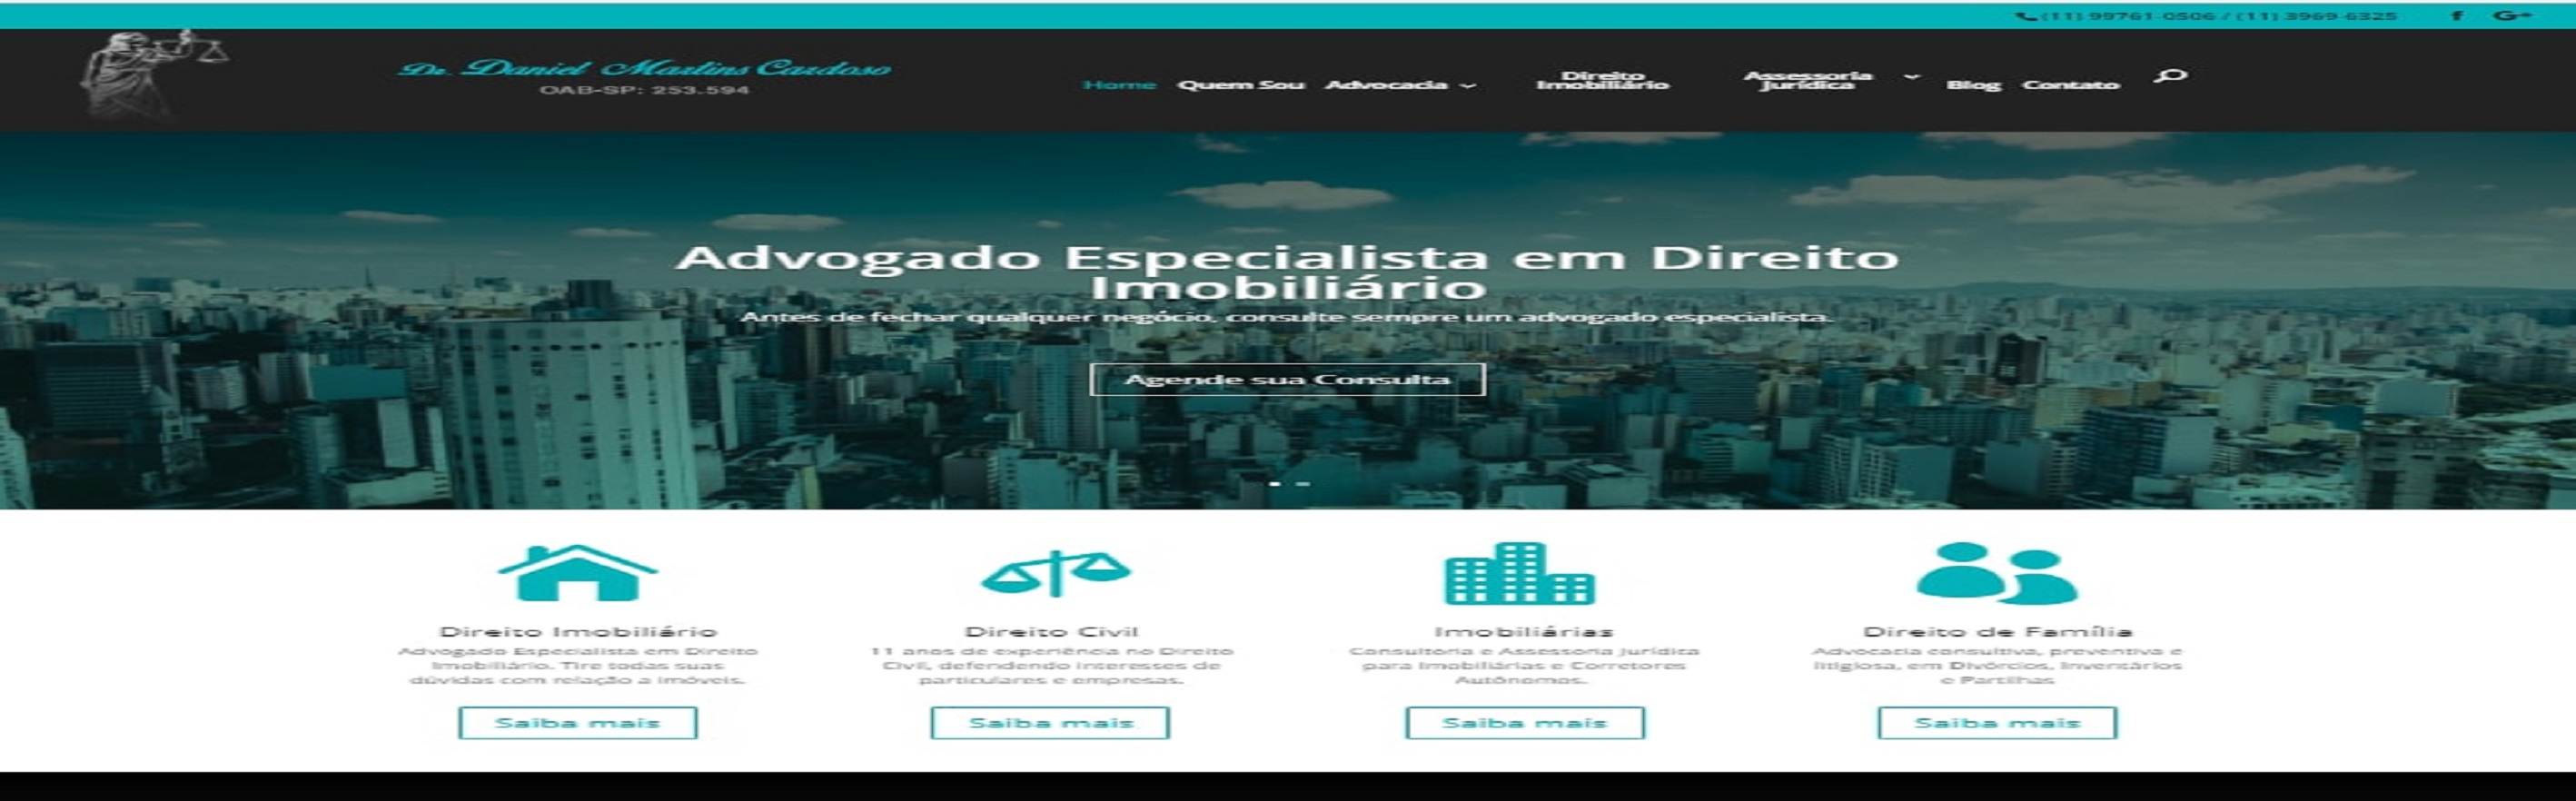 (11) 99761-0506 / (11) 3969-6325
Dr. Daniel Martins Cardoso
OAB-SP: 253.594
Home Quem Sou Advocacia Direito Imobiliário Assessoria Jurídica Blog Contato
Advogado Especialista em Direito
Imobiliário
Antes de fechar qualquer negócio, consulte sempre um advogado especialista.
Agende sua Consulta
Direito Imobiliário
Advogado Especialista em Direito
Imobiliário. Tire todas suas
dúvidas com relação a imóveis.
Saiba mais
Direito Civil
11 anos de experiência no Direito
Civil, defendendo interesses de
particulares e empresas.
Saiba mais
Imobiliárias
Consultoria e Assessoria Jurídica
para Imobiliárias e Corretores
Autônomos.
Saiba mais
Direito de Família
Advocacia consultiva, preventiva e
litigiosa, em Divórcios, Inventários
e Partilhas
Saiba mais